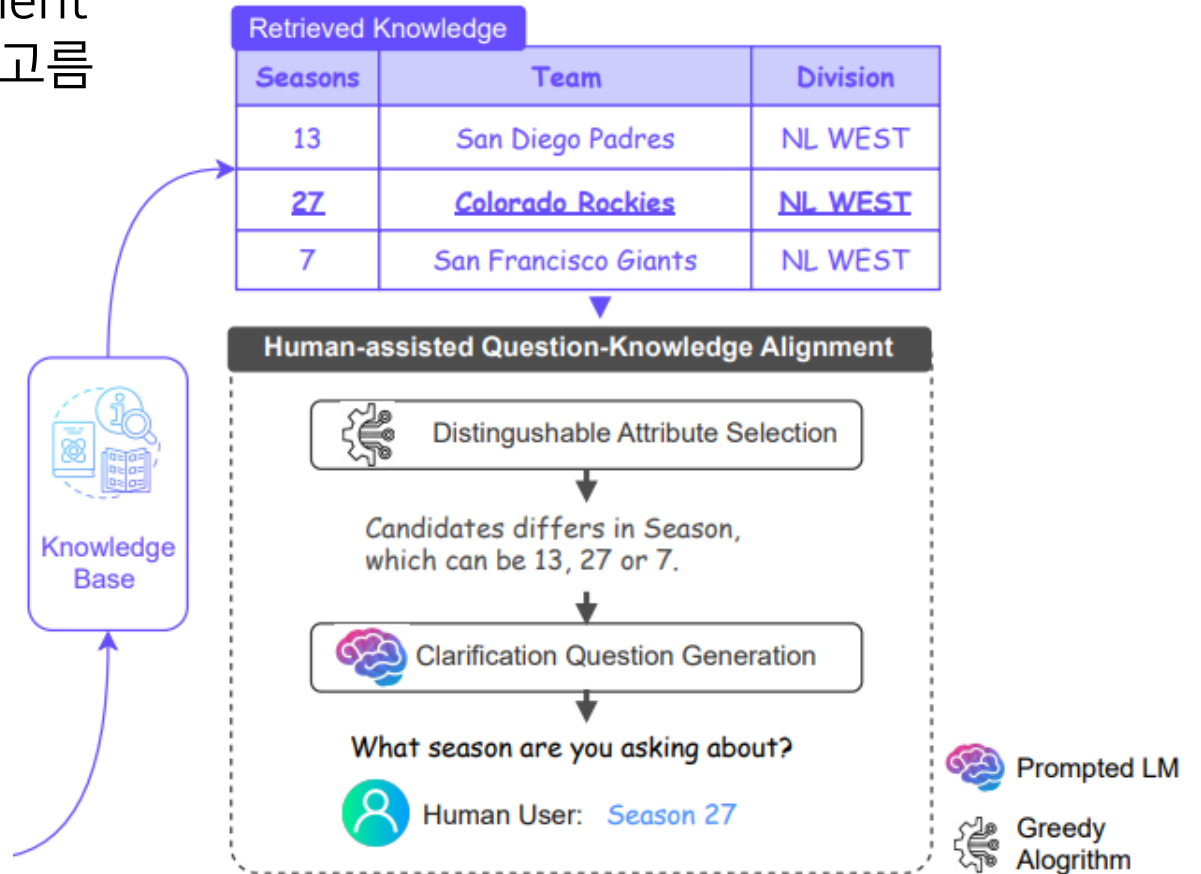 고름
Retrieved Knowledge
Seasons Team Division
13 San Diego Padres NL WEST
27 Colorado Rockies NL WEST
7 San Francisco Giants NL WEST
Human-assisted Question-Knowledge Alignment
Distingushable Attribute Selection
Candidates differs in Season,
which can be 13, 27 or 7.
Knowledge
Base
Clarification Question Generation
What season are you asking about?
Human User: Season 27
Prompted LM
Greedy
Alogrithm